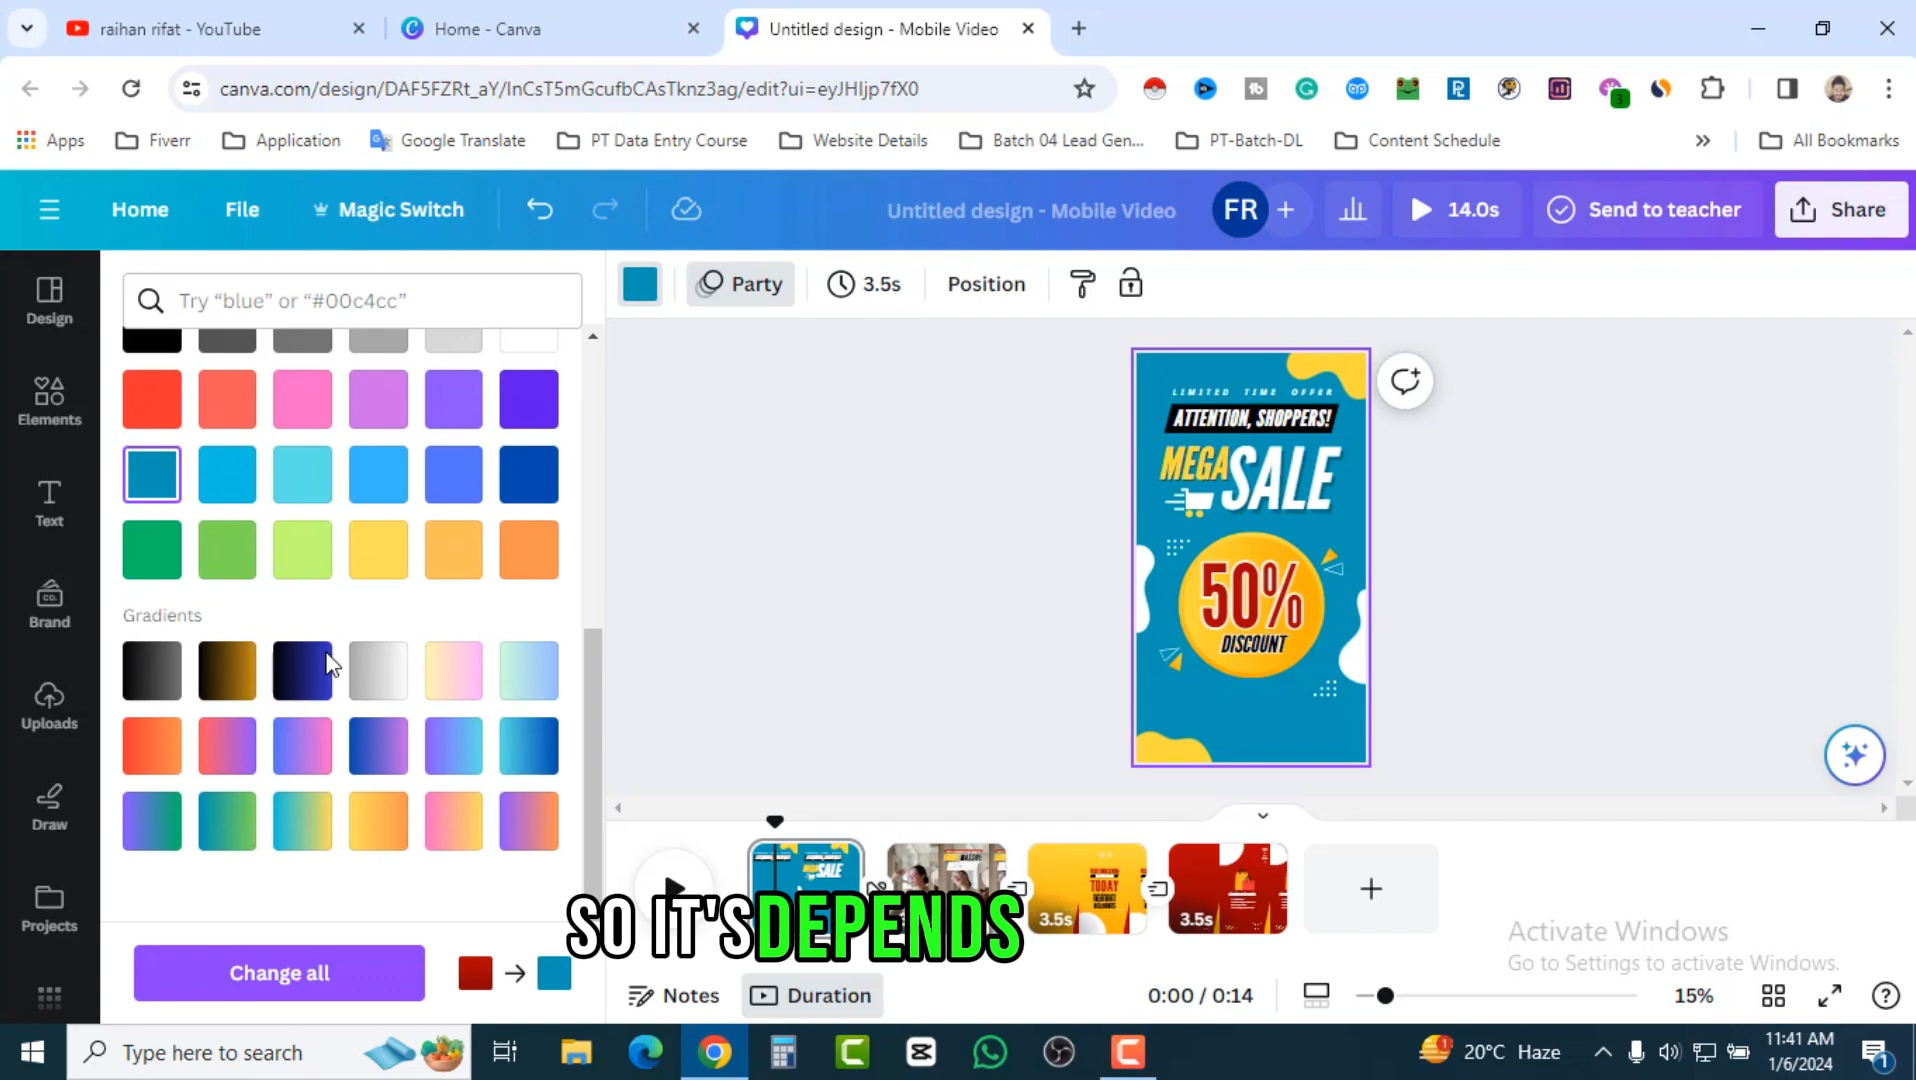 raihan rifat - YouTube
Home - Canva
Untitled design - Mobile Video
canva.com/design/DAF5FZRt_aY/InCsT5mGcufbCAsTknz3ag/edit?ui=eyJHIjp7fX0
Apps
Fiverr
Application
Google Translate
PT Data Entry Course
Website Details
Batch 04 Lead Gen...
PT-Batch-DL
Content Schedule
All Bookmarks
Home
File
Magic Switch
Untitled design - Mobile Video
FR
14.0s
Send to teacher
Share
Try “blue” or “#00c4cc”
Party
3.5s
Position
Design
Elements
Text
Brand
Uploads
Draw
Projects
Gradients
LIMITED TIME OFFER
ATTENTION, SHOPPERS!
MEGA SALE
50%
DISCOUNT
SALE
TODAY
3.5s
3.5s
SO IT'S DEPENDS
Change all
Notes
Duration
0:00 / 0:14
15%
Activate Windows
Go to Settings to activate Windows.
Type here to search
20°C Haze
11:41 AM
1/6/2024